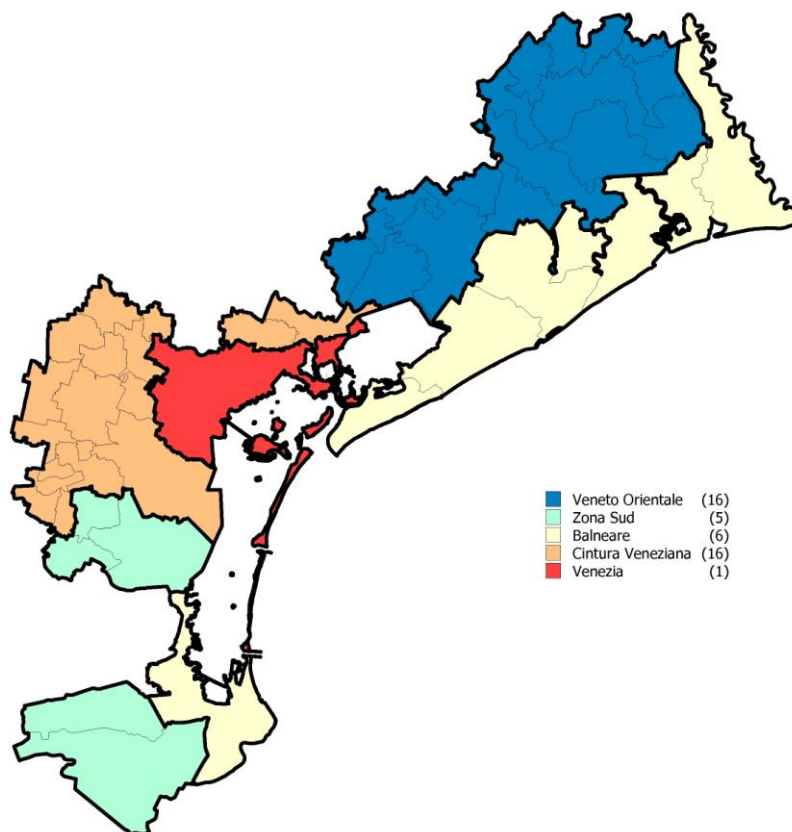 Veneto Orientale (16)
Zona Sud (5)
Balneare (6)
Cintura Veneziana (16)
Venezia (1)